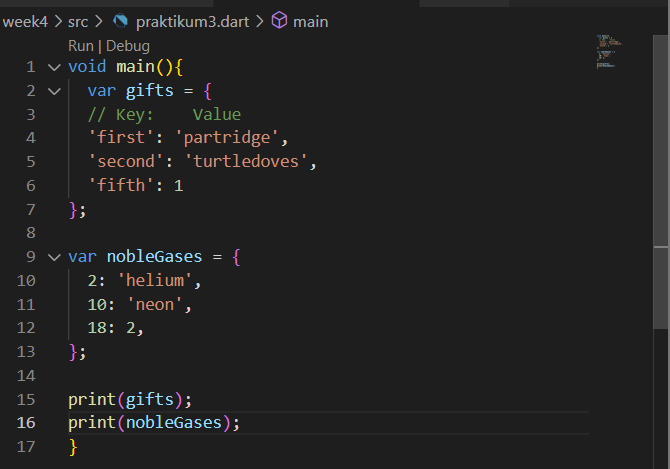 week4 > src > praktikum3.dart > main
Run | Debug
1 void main(){
2   var gifts = {
3   // Key:    Value
4   'first': 'partridge',
5   'second': 'turtledoves',
6   'fifth': 1
7 };
8
9 var nobleGases = {
10   2: 'helium',
11   10: 'neon',
12   18: 2,
13 };
14
15 print(gifts);
16 print(nobleGases);
17 }